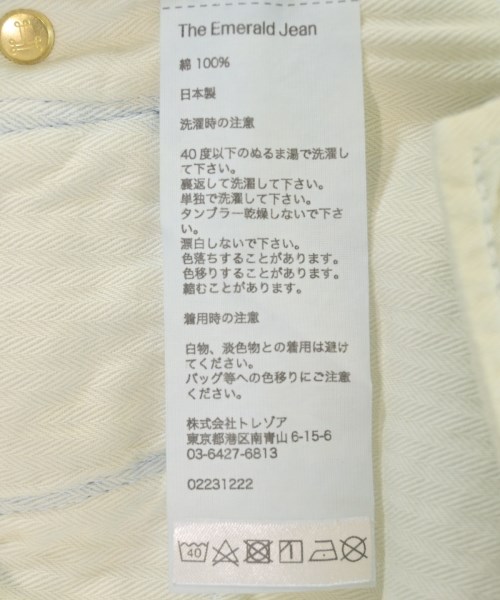 The Emerald Jean
綿 100%
日本製
洗濯時の注意
40度以下のぬるま湯で洗濯し
て下さい。
裏返して洗濯して下さい。
単独で洗濯して下さい。
タンブラー乾燥しないで下さ
い。
漂白しないで下さい。
色落ちすることがあります。
色移りすることがあります。
縮むことがあります。
着用時の注意
白物、淡色物との着用は避け
てください。
バッグ等への色移りにご注意
ください。
株式会社トレゾア
東京都港区南青山6-15-6
03-6427-6813
02231222
40